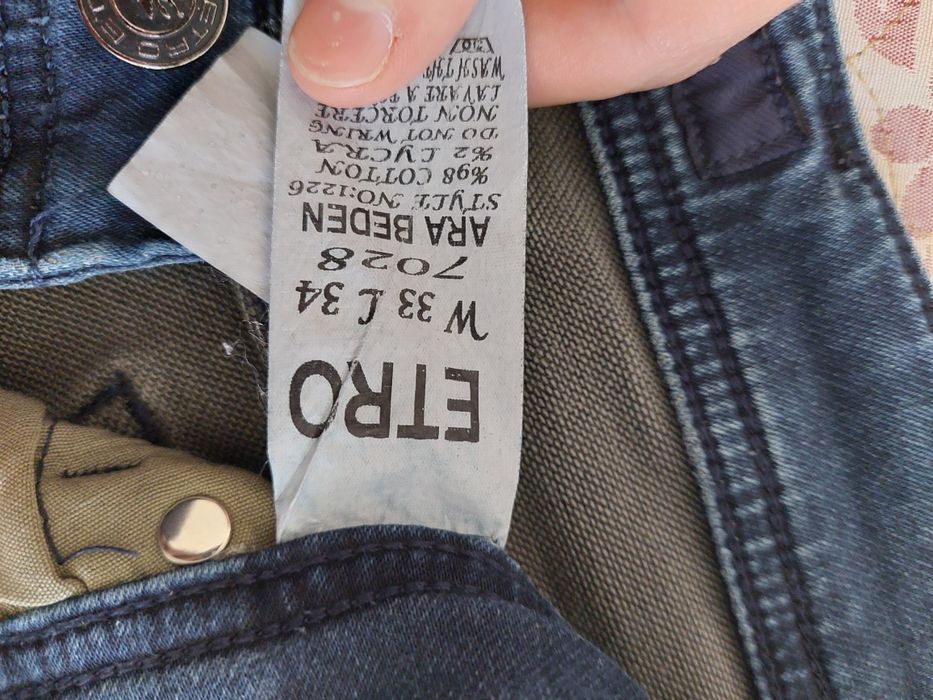 ETRO
W 33 L 34
7028
ARA BEDEN
STYLE NO:1226
%98 COTTON
%2 LYCRA
DO NOT WRING
NON TORCERE
LAVARE A
WASH
ETRO